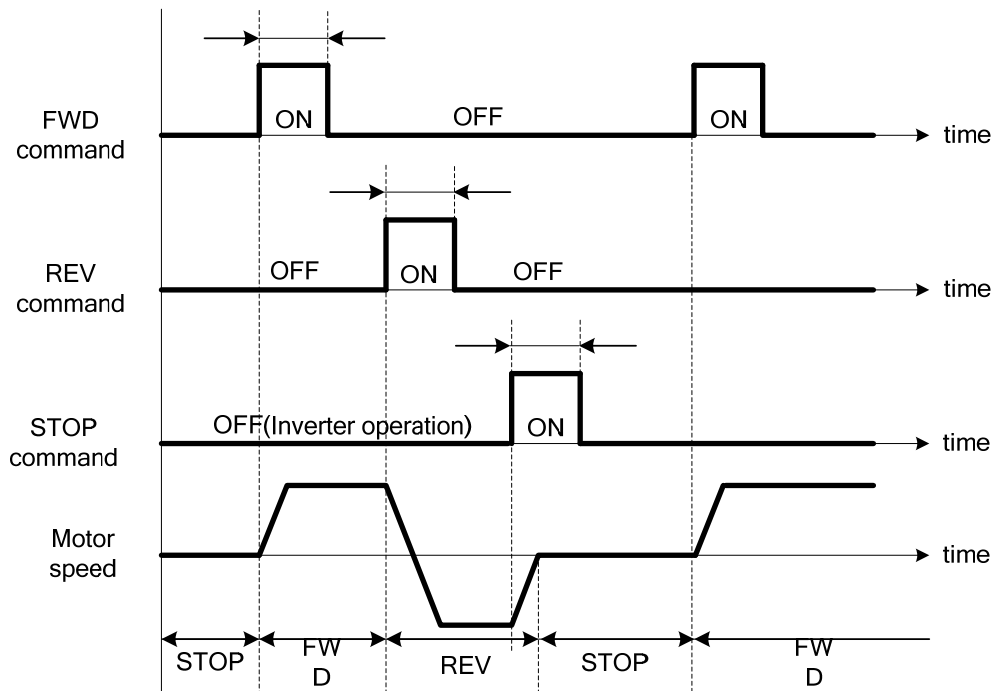 FWD
command
ON
OFF
ON
time
REV
command
OFF
ON
OFF
time
STOP
command
OFF(Inverter operation)
ON
Motor
speed
time
STOP
FW
D
REV
STOP
FW
D